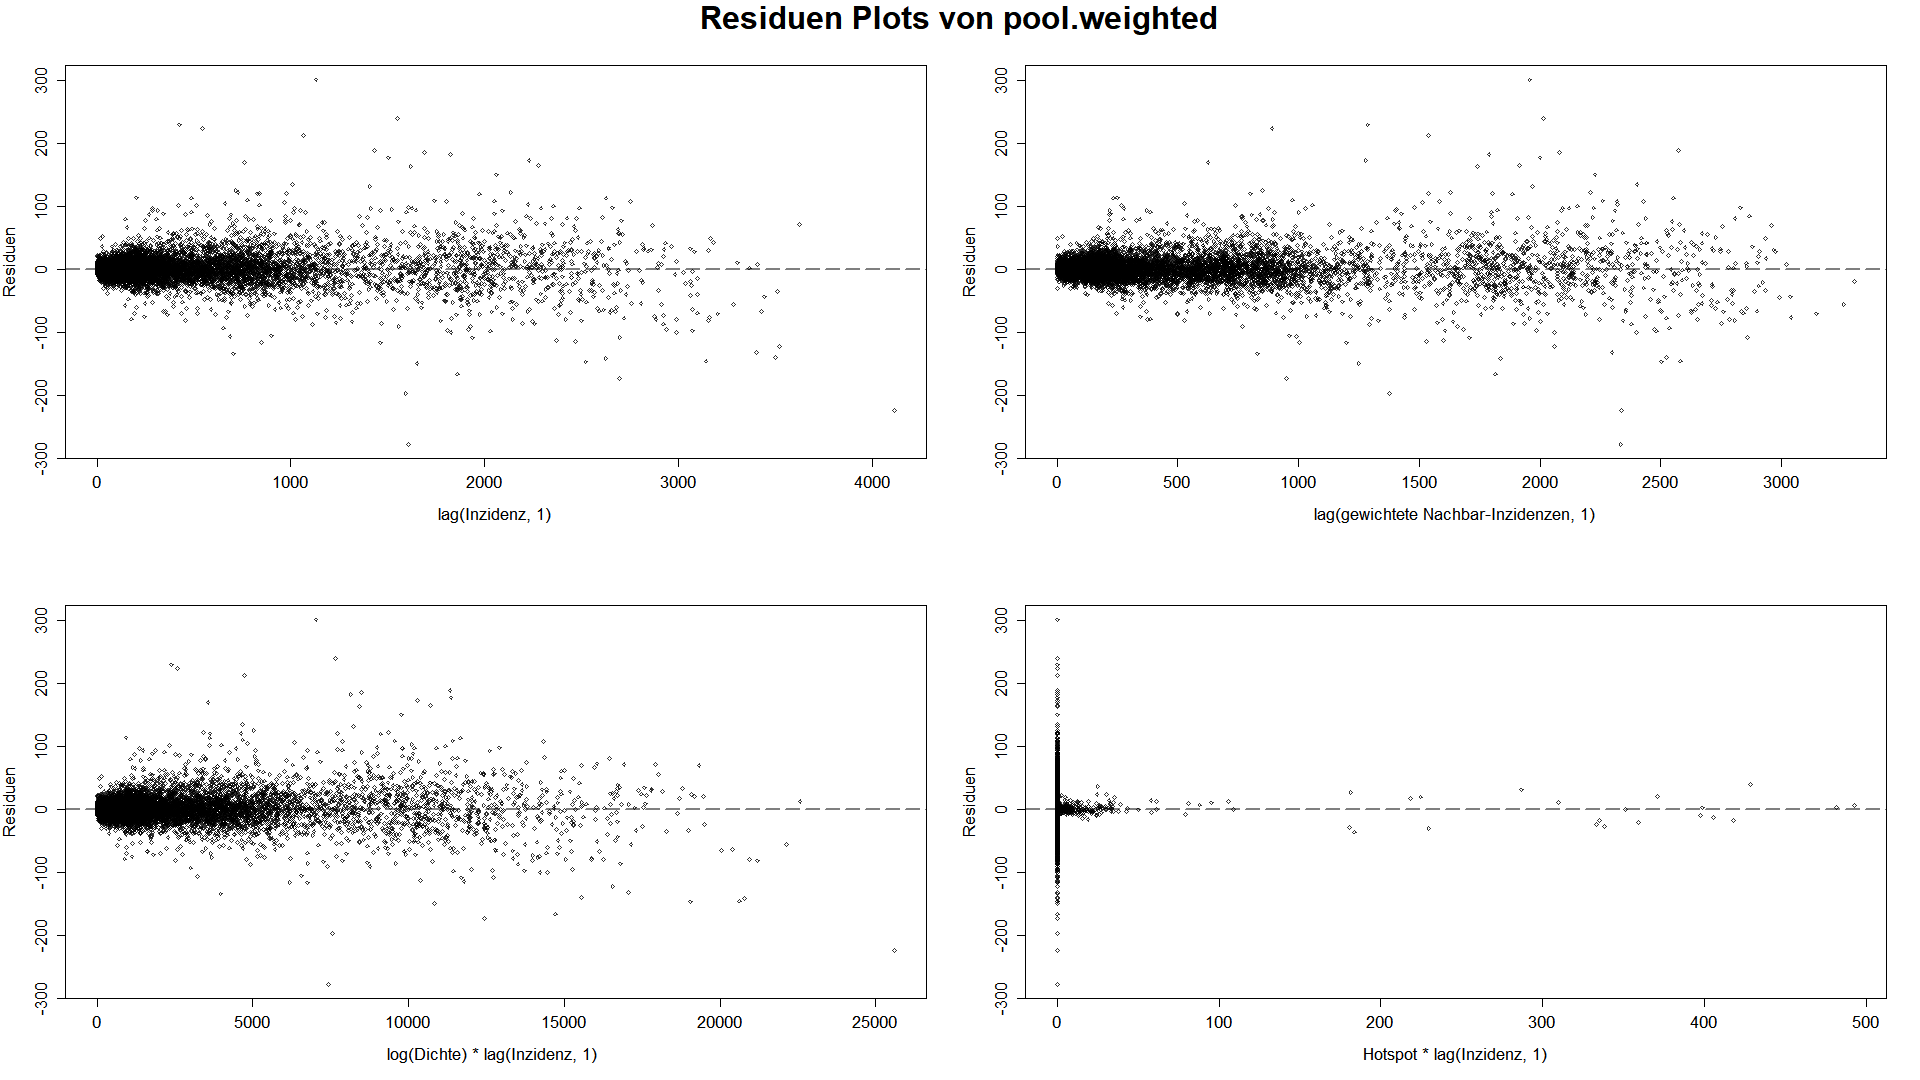 Residuen Plots von pool.weighted
Residuen
300
200
100
0
-100
-200
-300
0 1000 2000 3000 4000
lag(Inzidenz, 1)
Residuen
300
200
100
0
-100
-200
-300
0 500 1000 1500 2000 2500 3000
lag(gewichtete Nachbar-Inzidenzen, 1)
Residuen
300
200
100
0
-100
-200
-300
0 5000 10000 15000 20000 25000
log(Dichte) * lag(Inzidenz, 1)
Residuen
300
200
100
0
-100
-200
-300
0 100 200 300 400 500
Hotspot * lag(Inzidenz, 1)